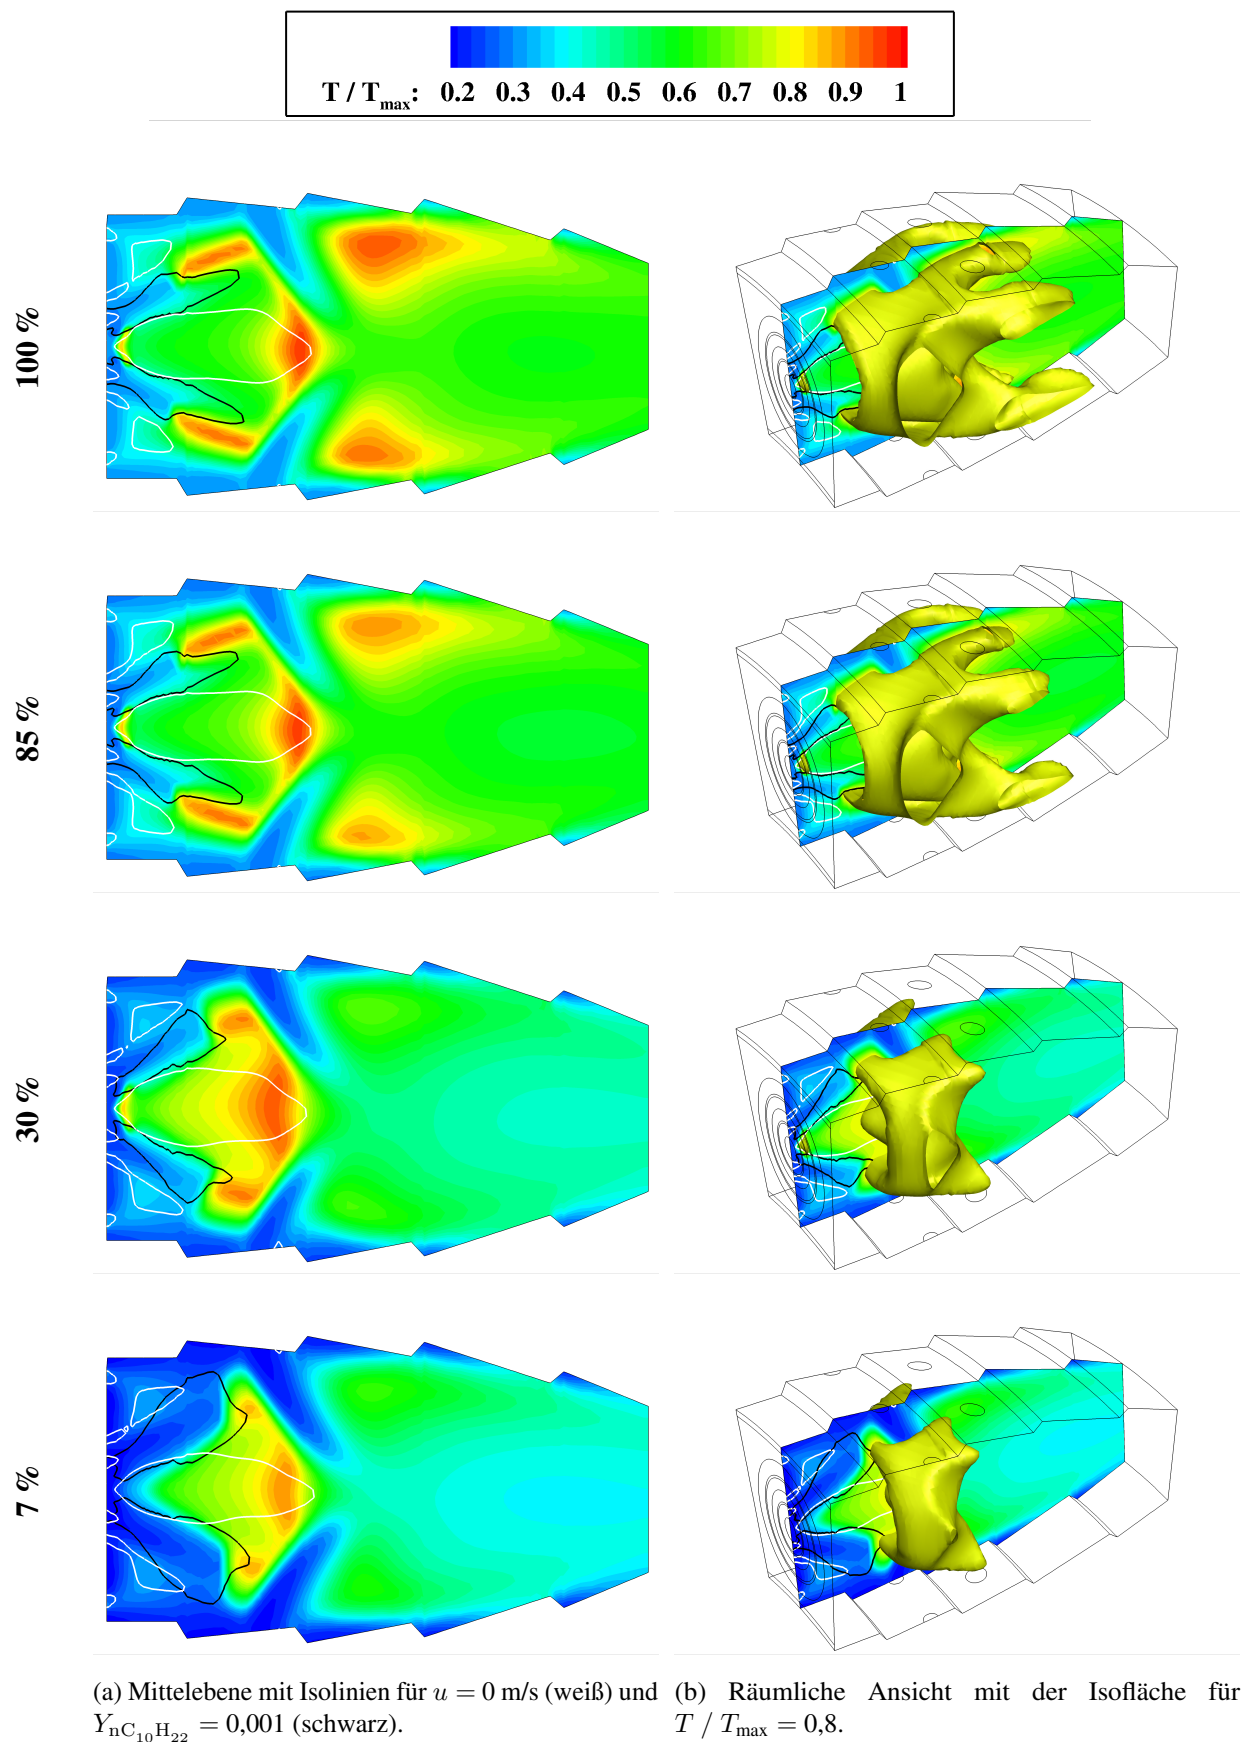 T / Tmax: 0.2 0.3 0.4 0.5 0.6 0.7 0.8 0.9 1
100 %
85 %
30 %
7 %
(a) Mittelebene mit Isolinien für u = 0 m/s (weiß) und
YnC10H22 = 0,001 (schwarz).
(b) Räumliche Ansicht mit der Isofläche für
T / Tmax = 0,8.